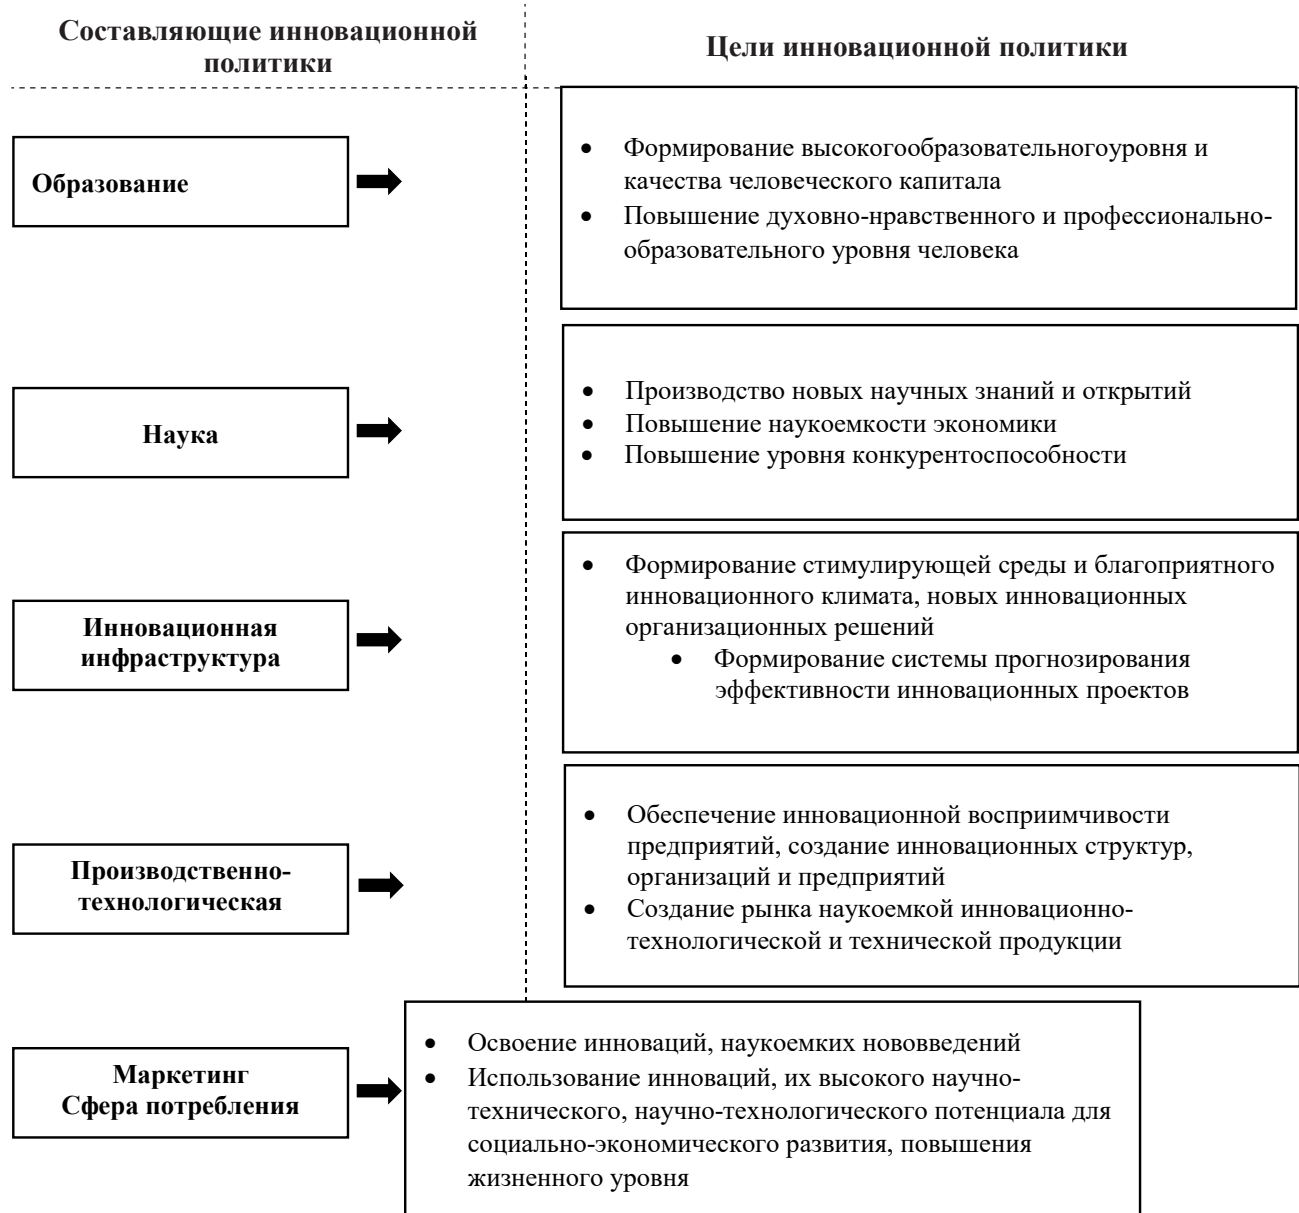 Составляющие инновационной
политики
Цели инновационной политики
Образование
• Формирование высокогообразовательногоуровня и
качества человеческого капитала
• Повышение духовно-нравственного и профессионально-
образовательного уровня человека
Наука
• Производство новых научных знаний и открытий
• Повышение наукоемкости экономики
• Повышение уровня конкурентоспособности
Инновационная
инфраструктура
• Формирование стимулирующей среды и благоприятного
инновационного климата, новых инновационных
организационных решений
• Формирование системы прогнозирования
эффективности инновационных проектов
Производственно-
технологическая
• Обеспечение инновационной восприимчивости
предприятий, создание инновационных структур,
организаций и предприятий
• Создание рынка наукоемкой инновационно-
технологической и технической продукции
Маркетинг
Сфера потребления
• Освоение инноваций, наукоемких нововведений
• Использование инноваций, их высокого научно-
технического, научно-технологического потенциала для
социально-экономического развития, повышения
жизненного уровня